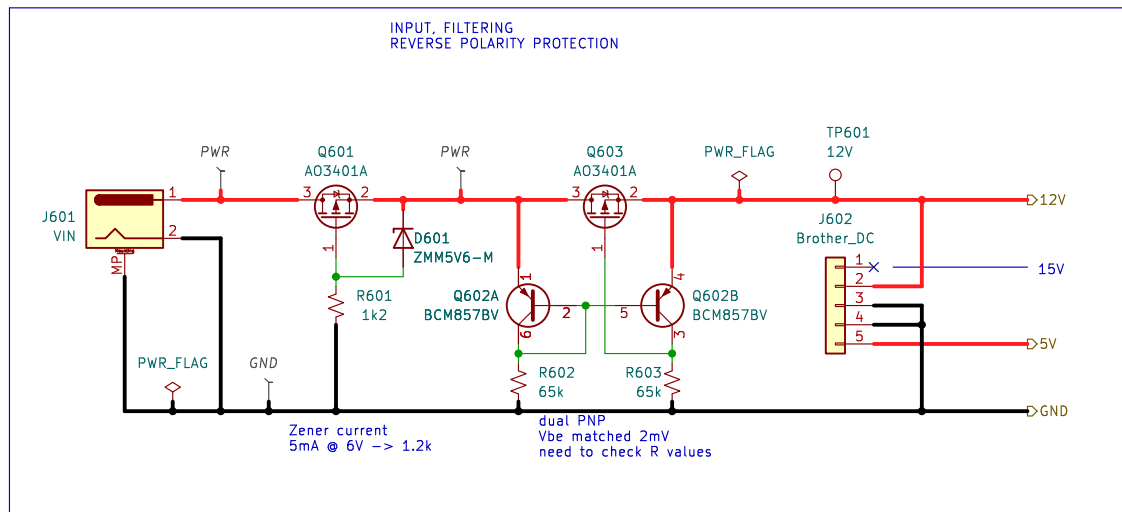 INPUT, FILTERING
REVERSE POLARITY PROTECTION
PWR
Q601
AO3401A
PWR
Q603
AO3401A
PWR_FLAG
TP601
12V
J601
VIN
1
2
MP
3
2
1
D601
ZMM5V6-M
R601
1k2
3
2
1
Q602A
BCM857BV
1
2
6
Q602B
BCM857BV
4
5
3
12V
J602
Brother_DC
1
2
3
4
5
15V
5V
GND
PWR_FLAG
GND
R602
65k
R603
65k
Zener current
5mA @ 6V -> 1.2k
dual PNP
Vbe matched 2mV
need to check R values